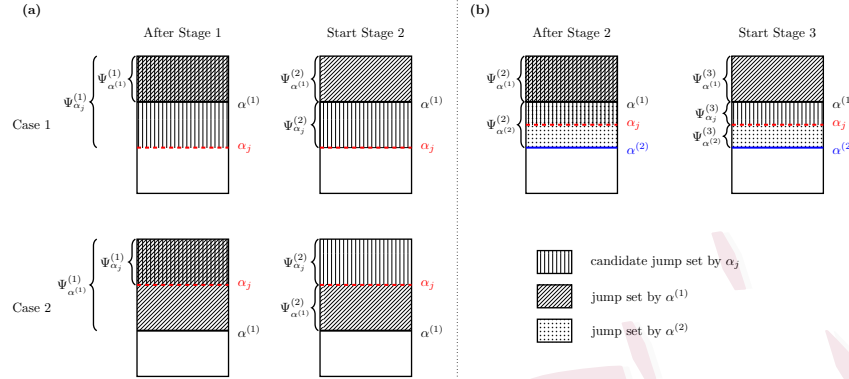 (a)
After Stage 1
Start Stage 2
Case 1
Ψ_{α_j}^{(1)}
Ψ_{α^{(1)}}^{(1)}
α^{(1)}
α_j
Ψ_{α^{(1)}}^{(2)}
Ψ_{α_j}^{(2)}
α^{(1)}
α_j
Case 2
Ψ_{α^{(1)}}^{(1)}
Ψ_{α_j}^{(1)}
α_j
α^{(1)}
Ψ_{α_j}^{(2)}
Ψ_{α^{(1)}}^{(2)}
α_j
α^{(1)}
(b)
After Stage 2
Start Stage 3
Ψ_{α^{(1)}}^{(2)}
Ψ_{α^{(2)}}^{(2)}
α^{(1)}
α_j
α^{(2)}
Ψ_{α^{(1)}}^{(3)}
Ψ_{α_j}^{(3)}
Ψ_{α^{(2)}}^{(3)}
α^{(1)}
α_j
α^{(2)}
candidate jump set by α_j
jump set by α^{(1)}
jump set by α^{(2)}